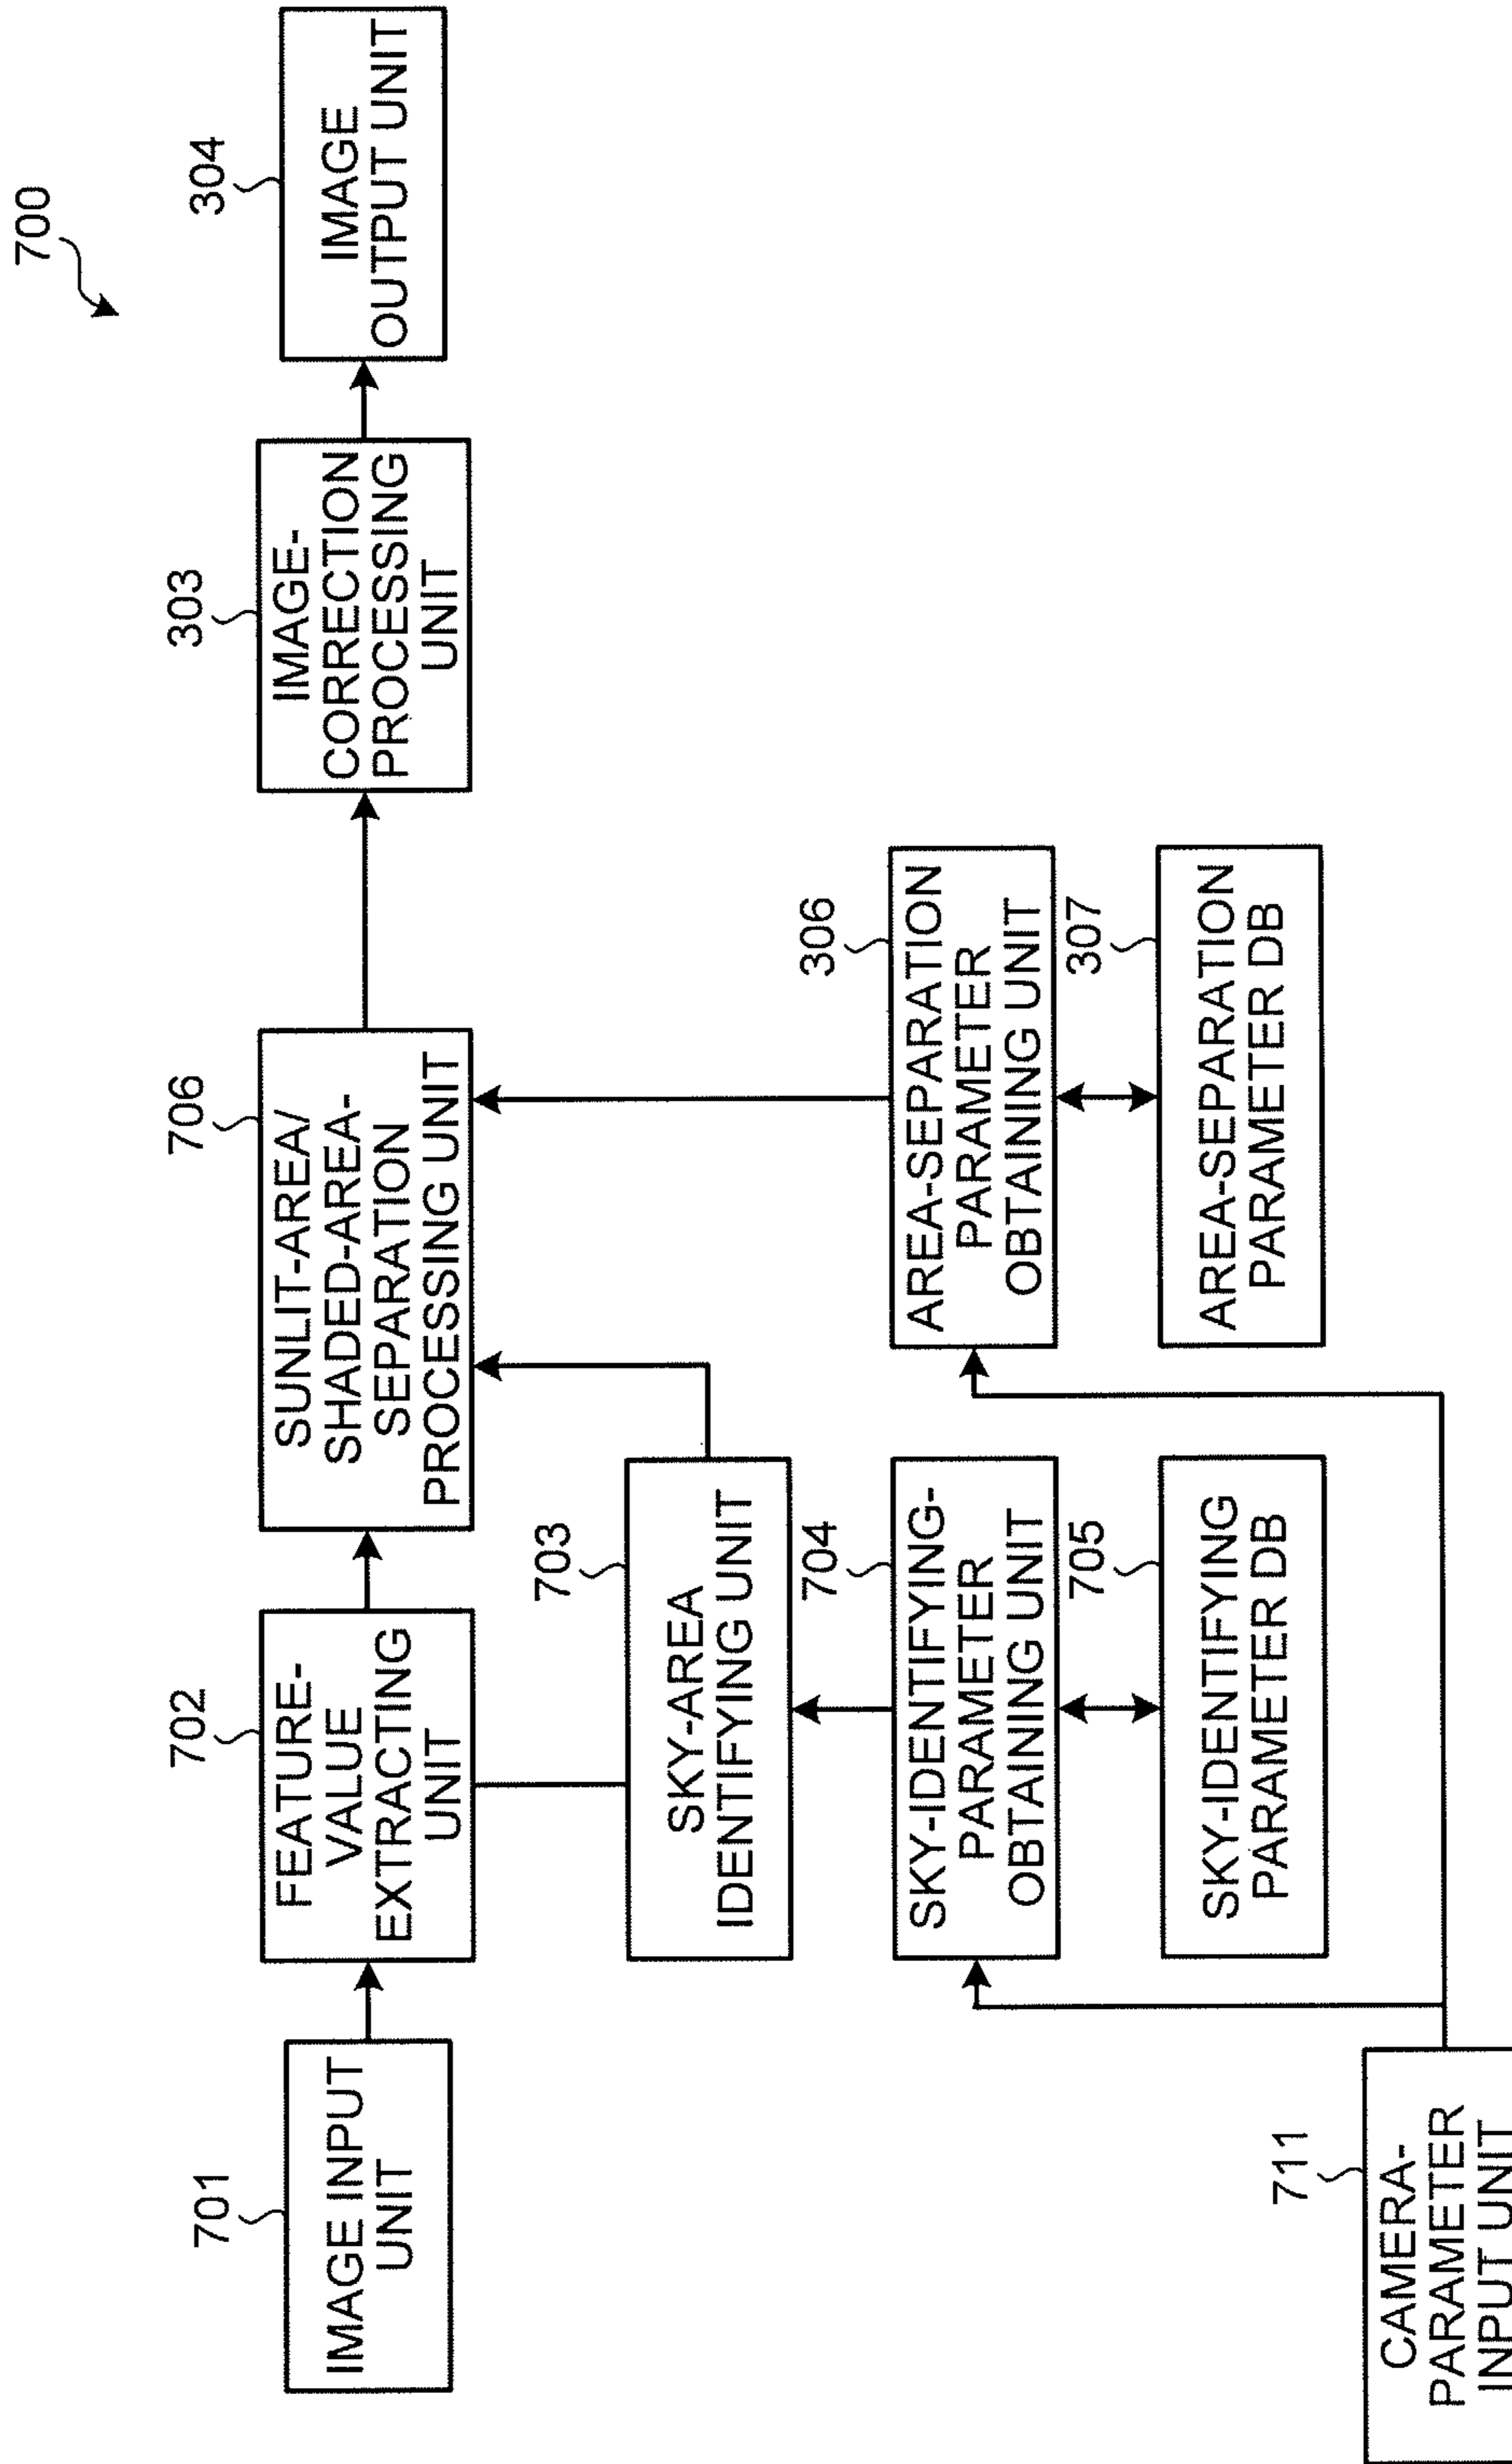 700
701
IMAGE INPUT
UNIT
702
FEATURE-
VALUE
EXTRACTING
UNIT
706
SUNLIT-AREA/
SHADED-AREA-
SEPARATION
PROCESSING UNIT
303
IMAGE-
CORRECTION
PROCESSING
UNIT
304
IMAGE
OUTPUT UNIT
703
SKY-AREA
IDENTIFYING UNIT
704
SKY-IDENTIFYING-
PARAMETER
OBTAINING UNIT
306
AREA-SEPARATION
PARAMETER
OBTAINING UNIT
705
SKY-IDENTIFYING
PARAMETER DB
307
AREA-SEPARATION
PARAMETER DB
711
CAMERA-
PARAMETER
INPUT UNIT